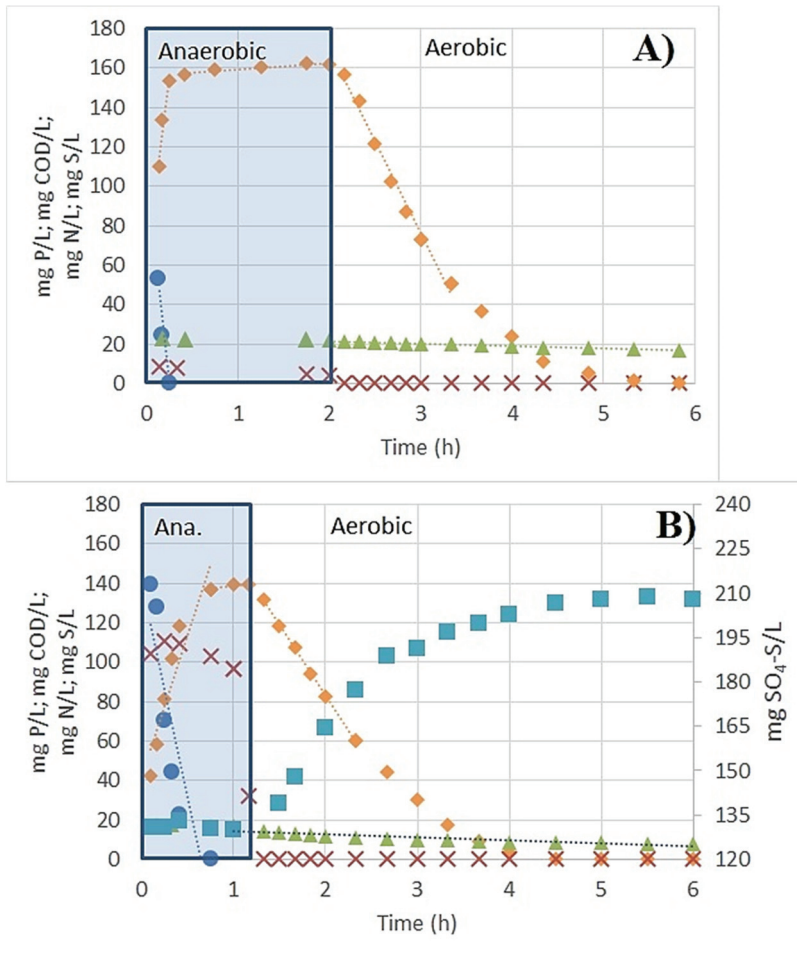 180
160
140
120
100
80
60
40
20
0
mg P/L; mg COD/L;
mg N/L; mg S/L
Anaerobic
Aerobic
A)
0 1 2 3 4 5 6
Time (h)
180
160
140
120
100
80
60
40
20
0
mg P/L; mg COD/L;
mg N/L; mg S/L
Ana.
Aerobic
B)
240
225
210
195
180
165
150
135
120
mg SO4-S/L
0 1 2 3 4 5 6
Time (h)